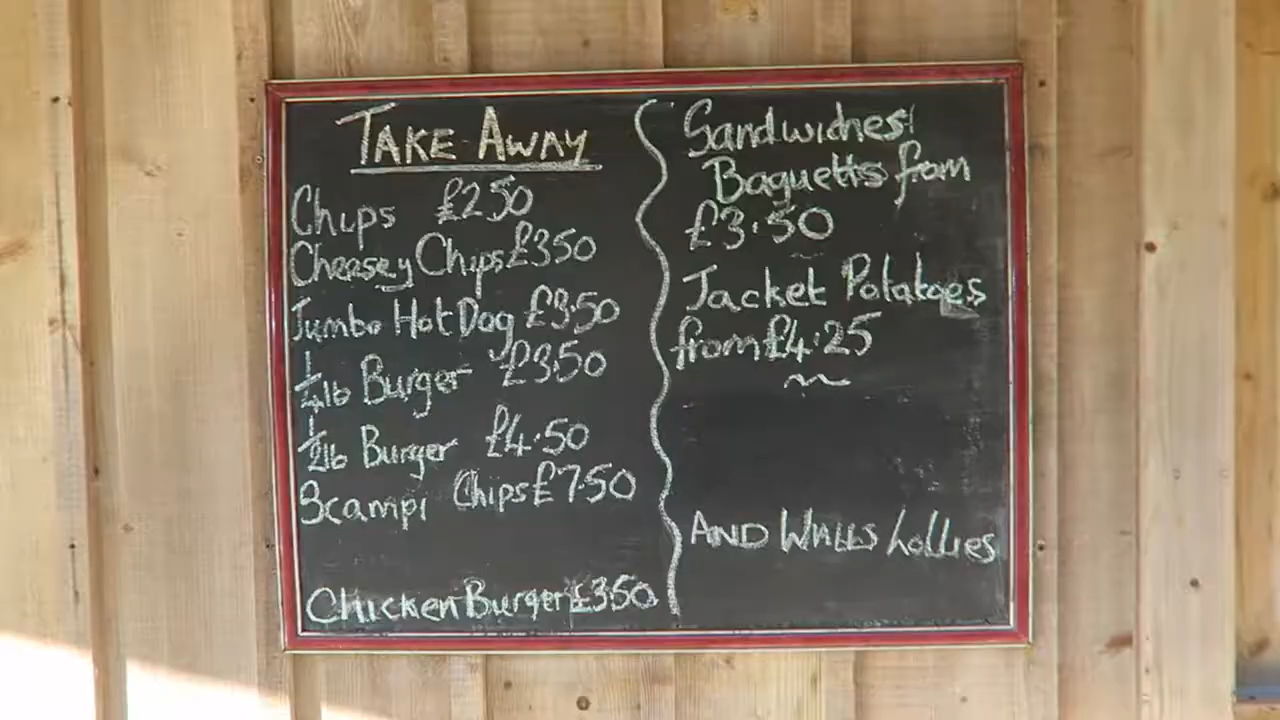 TAKE-AWAY
Chips £2.50
Cheesey Chips £3.50
Jumbo Hot Dog £3.50
1/4lb Burger £3.50
1/2lb Burger £4.50
Scampi Chips £7.50
Chicken Burger £3.50
Sandwiches/
Baguetts from
£3.50
Jacket Potatoes
from £4.25
AND WALLS Lollies